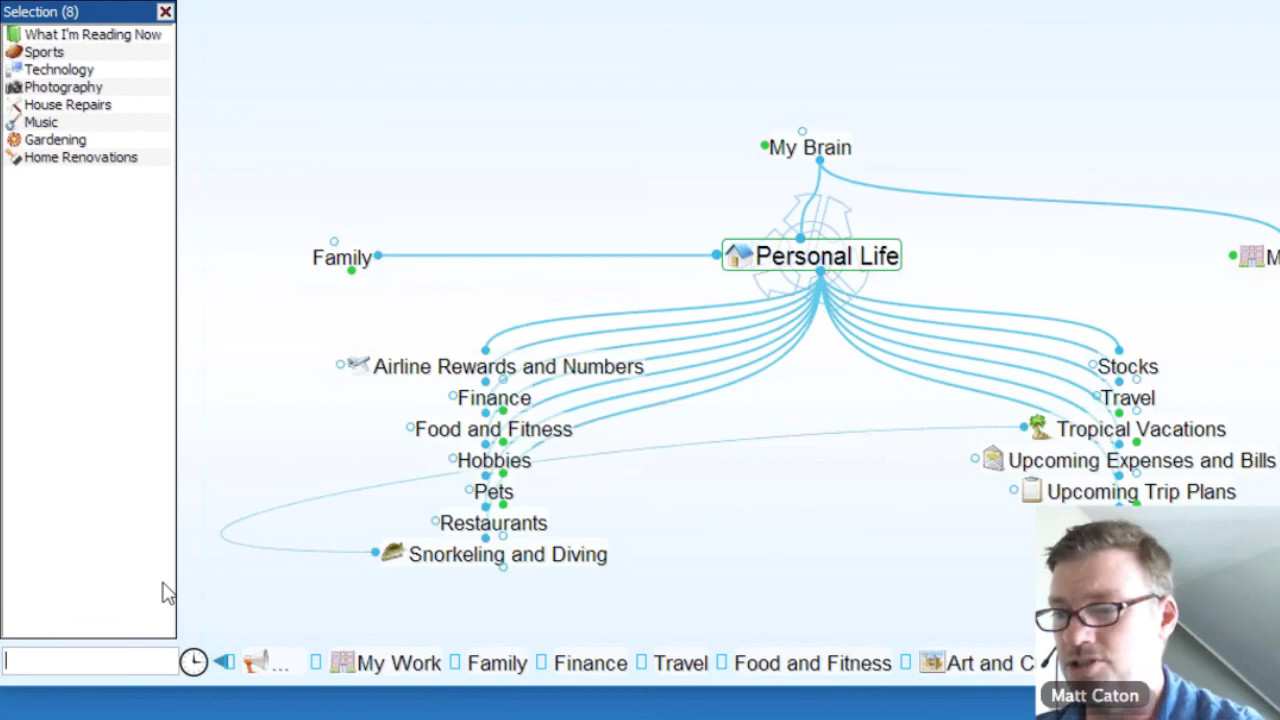 Selection (8)
What I'm Reading Now
Sports
Technology
Photography
House Repairs
Music
Gardening
Home Renovations
My Brain
Family
Personal Life
M
Airline Rewards and Numbers
Finance
Food and Fitness
Hobbies
Pets
Restaurants
Snorkeling and Diving
Stocks
Travel
Tropical Vacations
Upcoming Expenses and Bills
Upcoming Trip Plans
... My Work Family Finance Travel Food and Fitness Art and C
Matt Caton